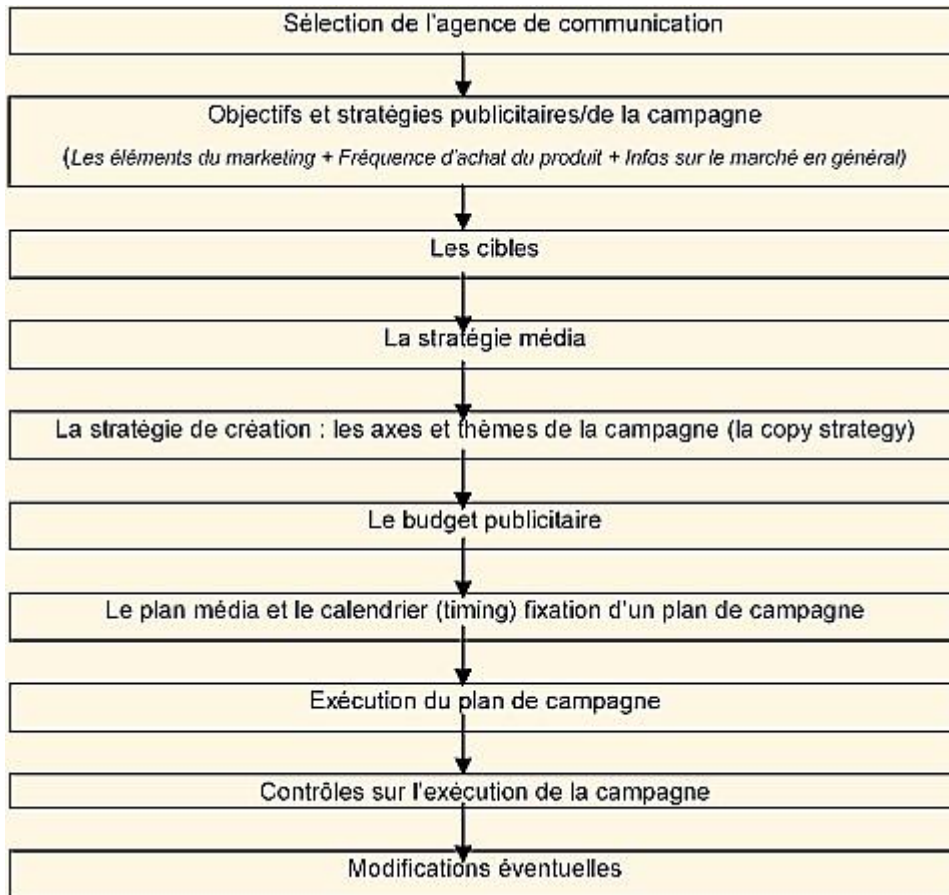 Sélection de l'agence de communication
Objectifs et stratégies publicitaires/de la campagne
(Les éléments du marketing + Fréquence d'achat du produit + Infos sur le marché en général)
Les cibles
La stratégie média
La stratégie de création : les axes et thèmes de la campagne (la copy strategy)
Le budget publicitaire
Le plan média et le calendrier (timing) fixation d'un plan de campagne
Exécution du plan de campagne
Contrôles sur l'exécution de la campagne
Modifications éventuelles